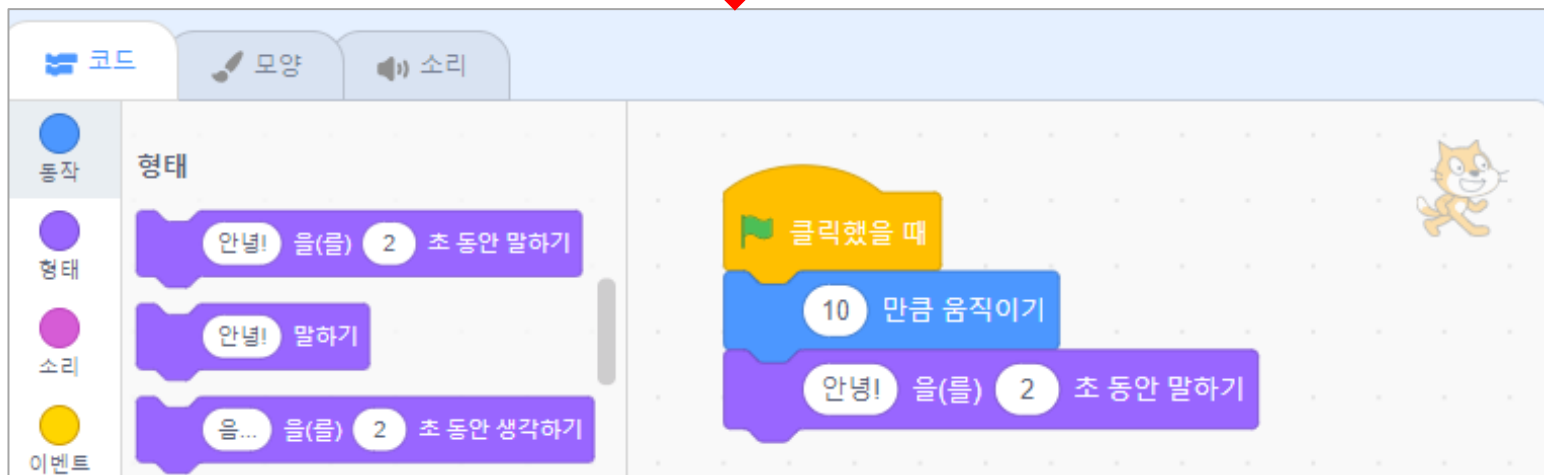 코드
모양
소리
동작
형태
소리
이벤트
형태
안녕! 을(를) 2 초 동안 말하기
안녕! 말하기
음... 을(를) 2 초 동안 생각하기
클릭했을 때
10 만큼 움직이기
안녕! 을(를) 2 초 동안 말하기